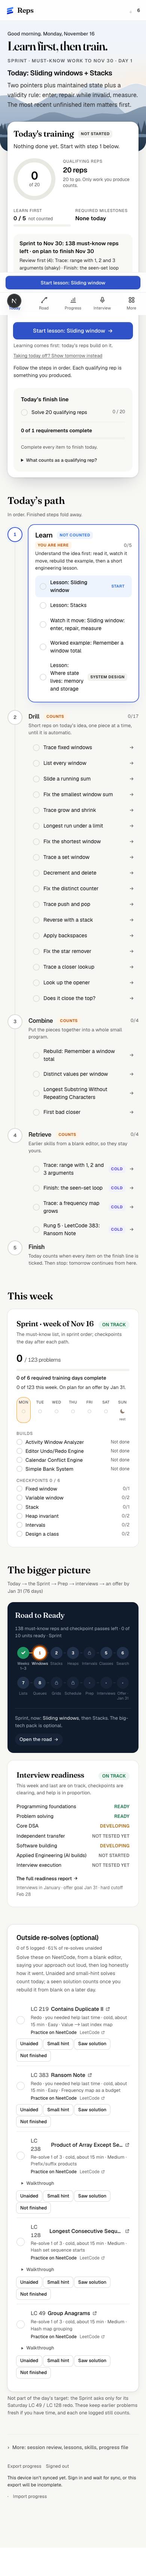 Reps
6
Good morning. Monday, November 16
Learn first, then train.
SPRINT · MUST-KNOW WORK TO NOV 30 · DAY 1
Today: Sliding windows + Stacks
Two pointers plus maintained state plus a
validity rule: enter, repair while invalid, measure.
The most recent unfinished item matters first.
Today's training NOT STARTED
Nothing done yet. Start with step 1 below.
0
of 20
QUALIFYING REPS
20 reps
20 to go. Only work you produce
counts.
LEARN FIRST
0 / 5 not counted
REQUIRED MILESTONES
None today
Sprint to Nov 30: 138 must-know reps
left · on plan to finish Nov 30
Review first (4): Trace: range with 1, 2 and 3
arguments (shaky) · Finish: the seen-set loop
Start lesson: Sliding window
N
Today
Road
Progress
Interview
More
Start lesson: Sliding window →
Learning comes first: today's reps build on it.
Taking today off? Show tomorrow instead
Follow the steps in order. Each qualifying rep is
something you produced.
Today's finish line
Solve 20 qualifying reps 0 / 20
0 of 1 requirements complete
Complete every item to finish today.
▸ What counts as a qualifying rep?
Today's path
In order. Finished steps fold away.
1
Learn NOT COUNTED
YOU ARE HERE 0/5
Understand the idea first: read it, watch it
move, rebuild the example, then a short
engineering lesson.
Lesson: Sliding window START
Lesson: Stacks
Watch it move: Sliding window:
enter, repair, measure
Worked example: Remember a
window total
Lesson:
Where state
lives: memory
and storage
SYSTEM DESIGN
2
Drill COUNTS 0/17
Short reps on today's idea, one piece at a time,
until it is automatic.
Trace fixed windows →
List every window →
Slide a running sum →
Fix the smallest window sum →
Trace grow and shrink →
Longest run under a limit →
Fix the shortest window →
Trace a set window →
Decrement and delete →
Fix the distinct counter →
Trace push and pop →
Reverse with a stack →
Apply backspaces →
Fix the star remover →
Trace a closer lookup →
Look up the opener →
Does it close the top? →
3
Combine COUNTS 0/4
Put the pieces together into a whole small
program.
Rebuild: Remember a window
total →
Distinct values per window →
Longest Substring Without
Repeating Characters →
First bad closer →
4
Retrieve COUNTS 0/4
Earlier skills from a blank editor, so they stay
yours.
Trace: range with 1, 2 and
3 arguments COLD →
Finish: the seen-set loop COLD →
Trace: a frequency map
grows COLD →
Rung 5 · LeetCode 383:
Ransom Note COLD →
5
Finish
Today counts when every item on the finish line is
ticked. Then stop: tomorrow continues from here.
This week
Sprint · week of Nov 16 ON TRACK
The must-know list, in sprint order; checkpoints
stay day after each path.
0 / 123 problems
0 of 6 required training days complete
0 of 123 this week. On plan for an offer by Jan 31.
MON TUE WED THU FRI SAT SUN
rest
BUILDS
Activity Window Analyzer Not done
Editor Undo/Redo Engine Not done
Calendar Conflict Engine Not done
Simple Bank System Not done
CHECKPOINTS 0 / 9
Fixed window 0/1
Variable window 0/2
Stack 0/1
Heap invariant 0/2
Intervals 0/2
Design a class 0/2
The bigger picture
Today → the Sprint → Prep → Interviews → an offer by
Jan 31 (76 days)
Road to Ready
138 must-know reps and checkpoint passes left · 0 of
10 units ready · Sprint
Sprint, now: Sliding windows, then Stacks. The big-
tech pack is optional.
Open the road →
Interview readiness ON TRACK
This week and last are on track, checkpoints are
clearing, and help is in proportion.
Programming foundations READY
Problem solving READY
Core DSA DEVELOPING
Independent transfer NOT TESTED YET
Software building DEVELOPING
Applied Engineering (AI builds) NOT STARTED
Interview execution NOT TESTED YET
The full readiness report →
Interviews in January · offer goal Jan 31 · hard cutoff
Feb 28
Outside re-solves (optional)
0 of 5 logged · 61% of re-solves unaided
Solve these on NeetCode, from a blank editor,
saying your approach out loud, then log honestly
how it went. Unaided and small-hint solves
count today; a seen solution counts once you
rebuild it from blank on a later day.
LC 219 Contains Duplicate II
Redo · you needed help last time · cold, about
15 min · Easy · Value → last index map
Practice on NeetCode LeetCode
Unaided Small hint Saw solution
Not finished
LC 383 Ransom Note
Redo · you needed help last time · cold, about
15 min · Easy · Frequency map as a budget
Practice on NeetCode LeetCode
Unaided Small hint Saw solution
Not finished
LC
238 Product of Array Except Se...
Re-solve 1 of 3 · cold, about 15 min · Medium ·
Prefix/suffix products
Practice on NeetCode LeetCode
Walkthrough
Unaided Small hint Saw solution
Not finished
LC
128 Longest Consecutive Sequ...
Re-solve 1 of 3 · cold, about 15 min · Medium ·
Hash set sequence starts
Practice on NeetCode LeetCode
Walkthrough
Unaided Small hint Saw solution
Not finished
LC 49 Group Anagrams
Re-solve 1 of 3 · cold, about 15 min · Medium ·
Hash map grouping
Practice on NeetCode LeetCode
Walkthrough
Unaided Small hint Saw solution
Not finished
Not part of the day's target: the Sprint asks only for its
Saturday LC 49 / LC 128 redo. These keep earlier problems
fresh if you have time, and each one logged still counts.
More: session review, lessons, skills, progress file
Export progress Signed out
This device isn't synced yet. Sign in and wait for sync, or this
export will be incomplete.
Import progress